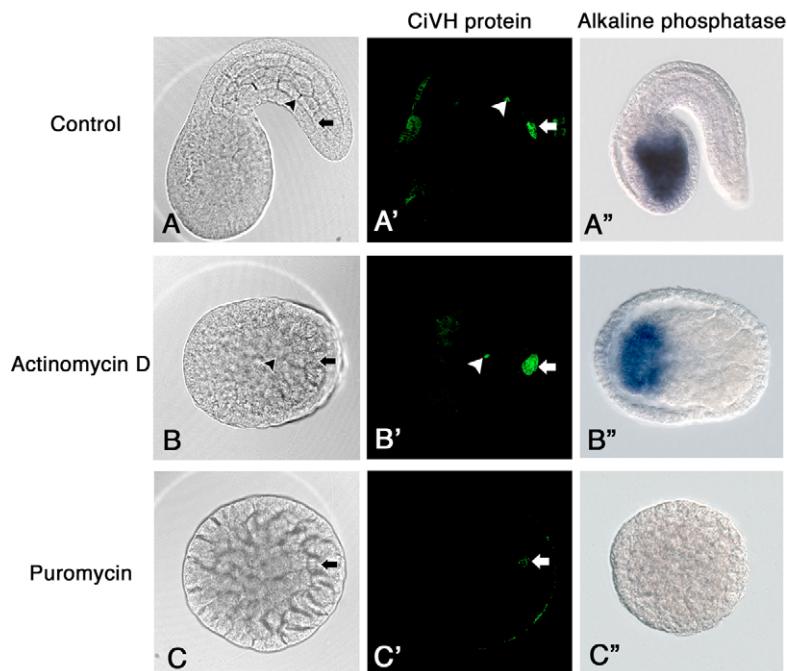 CiVH protein Alkaline phosphatase
Control
A A’ A”
Actinomycin D
B B’ B”
Puromycin
C C’ C”